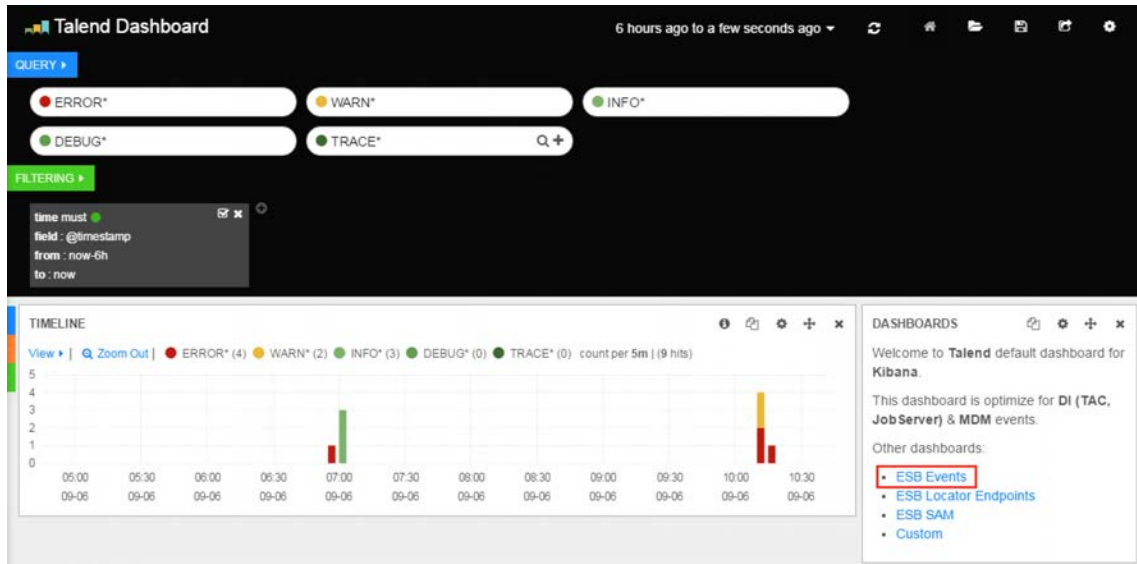 Talend Dashboard
6 hours ago to a few seconds ago
QUERY
ERROR*
WARN*
INFO*
DEBUG*
TRACE*
FILTERING
time must
field : @timestamp
from : now-6h
to : now
TIMELINE
View | Zoom Out | ERROR* (4) WARN* (2) INFO* (3) DEBUG* (0) TRACE* (0) count per 5m | (9 hits)
5
4
3
2
1
0
05:00 05:30 06:00 06:30 07:00 07:30 08:00 08:30 09:00 09:30 10:00 10:30
09-06 09-06 09-06 09-06 09-06 09-06 09-06 09-06 09-06 09-06 09-06 09-06
DASHBOARDS
Welcome to Talend default dashboard for
Kibana.
This dashboard is optimize for DI (TAC,
JobServer) & MDM events.
Other dashboards:
ESB Events
ESB Locator Endpoints
ESB SAM
Custom